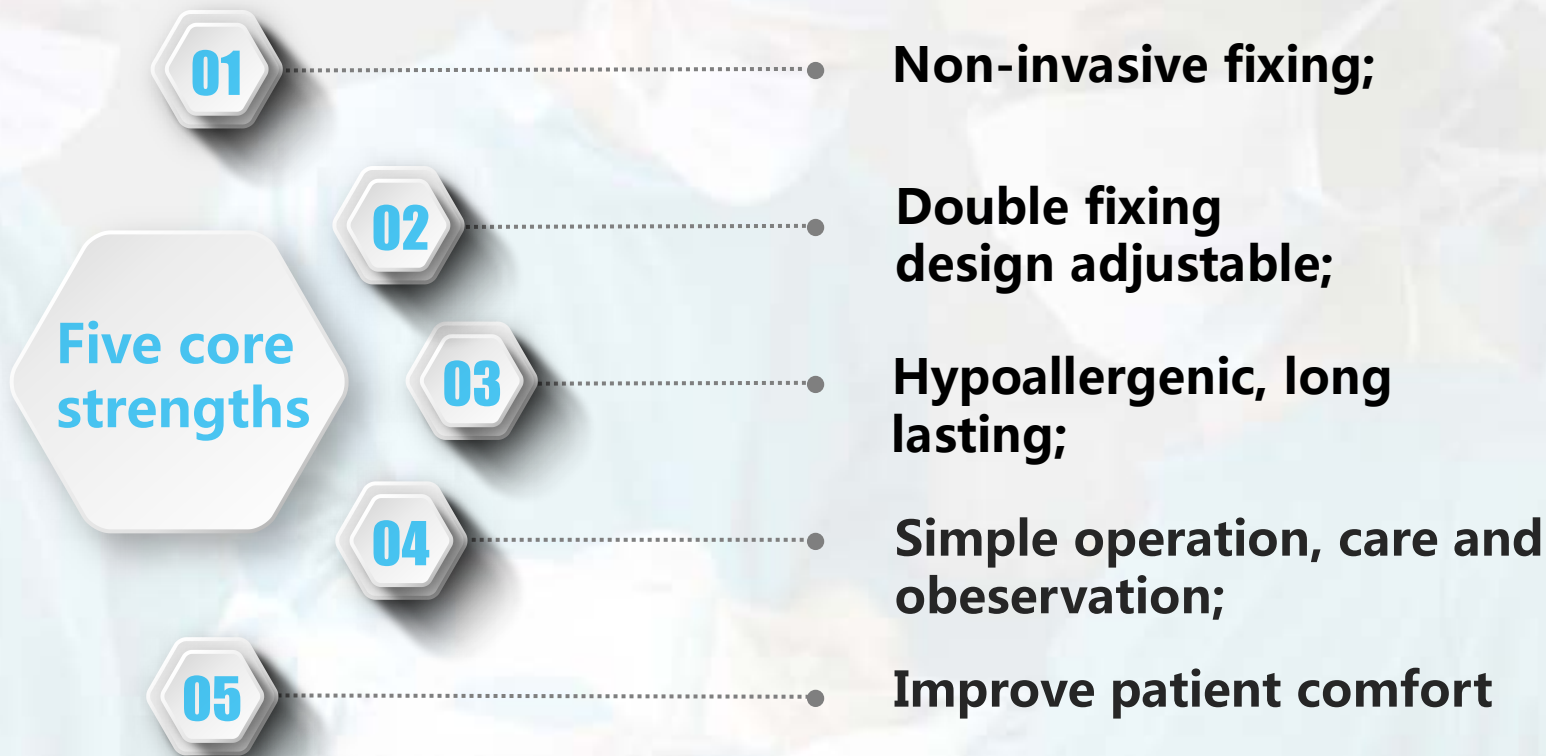 Five core
strengths
01
Non-invasive fixing;
02
Double fixing
design adjustable;
03
Hypoallergenic, long
lasting;
04
Simple operation, care and
obeservation;
05
Improve patient comfort